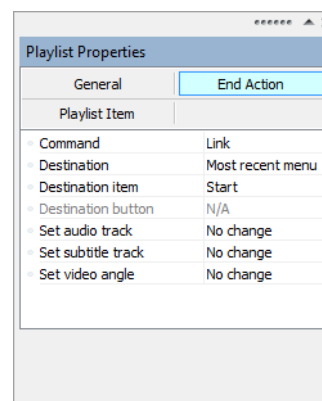 Playlist Properties
General End Action
Playlist Item
Command Link
Destination Most recent menu
Destination item Start
Destination button N/A
Set audio track No change
Set subtitle track No change
Set video angle No change